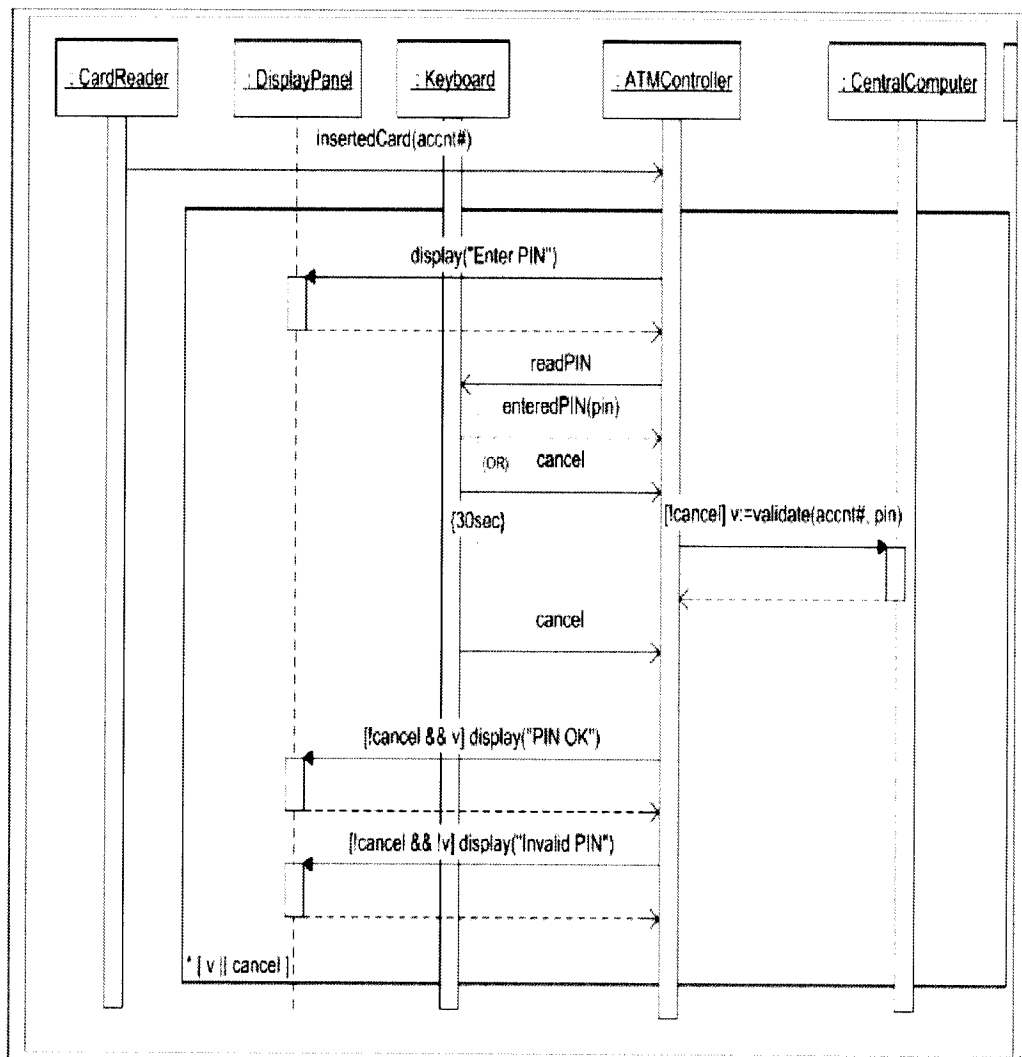 : CardReader
: DisplayPanel
: Keyboard
: ATMController
: CentralComputer
insertedCard(accnt#)
display("Enter PIN")
readPIN
enteredPIN(pin)
(OR) cancel
{30sec}
[!cancel] v:=validate(accnt#, pin)
cancel
[!cancel && v] display("PIN OK")
[!cancel && !v] display("Invalid PIN")
* [ v || cancel ]